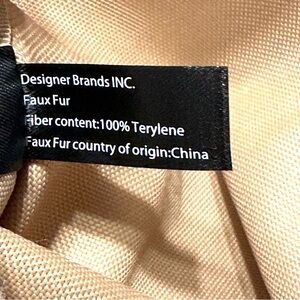 Designer Brands INC.
Faux Fur
Fiber content:100% Terylene
Faux Fur country of origin:China